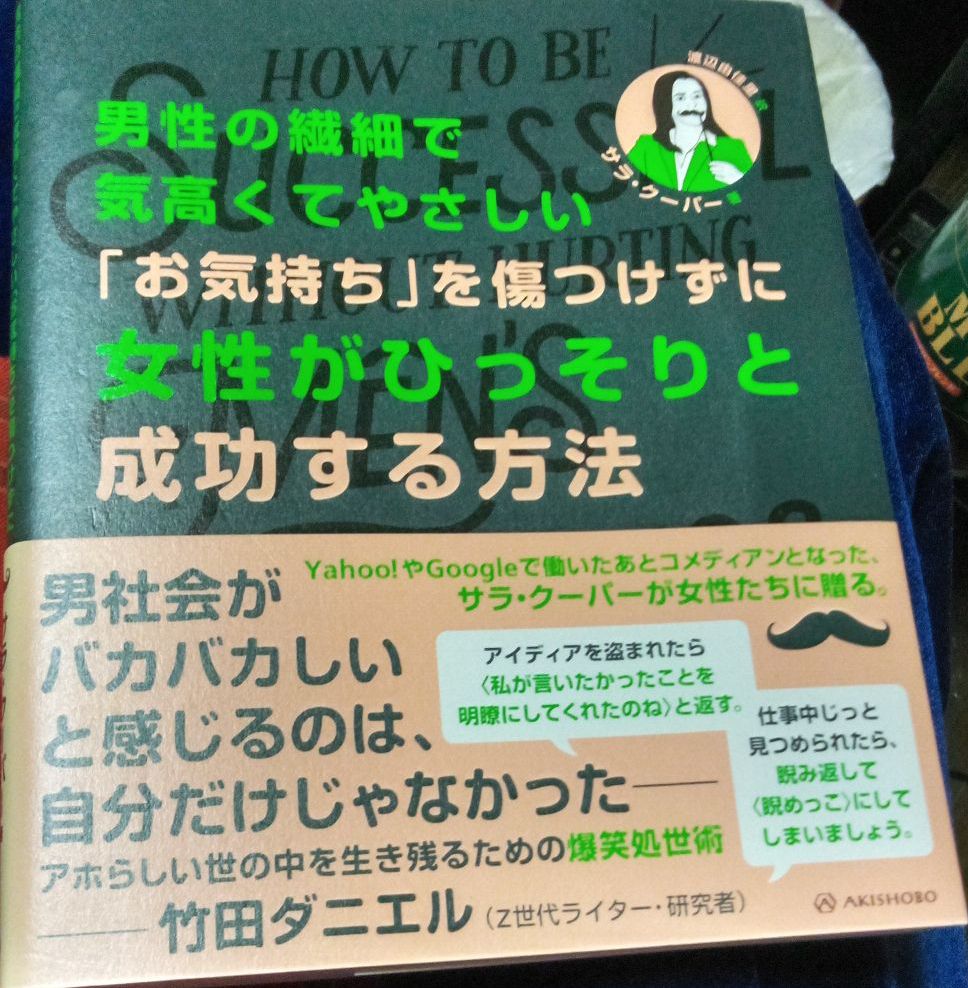 HOW TO BE
SUCCESSFUL
WITHOUT HURTING
MEN'S
男性の繊細で
気高くてやさしい
「お気持ち」を傷つけずに
女性がひっそりと
成功する方法
渡辺由佳里 訳
サラ・クーパー 著
Yahoo!やGoogleで働いたあとコメディアンとなった、
サラ・クーパーが女性たちに贈る。
男社会が
バカバカしい
と感じるのは、
自分だけじゃなかった──
アイディアを盗まれたら
〈私が言いたかったことを
明瞭にしてくれたのね〉と返す。
仕事中じっと
見つめられたら、
睨み返して
〈睨めっこ〉にして
しまいましょう。
アホらしい世の中を生き残るための爆笑処世術
──竹田ダニエル（Z世代ライター・研究者）
AKISHOBO